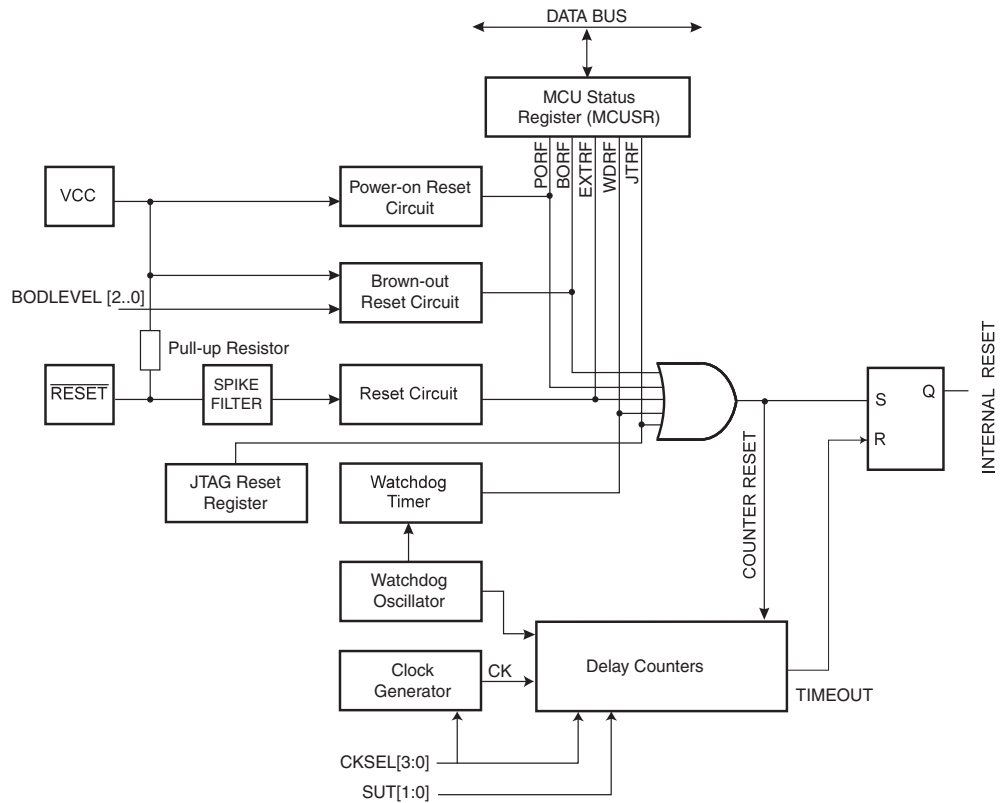 DATA BUS
MCU Status
Register (MCUSR)
PORF
BORF
EXTRF
WDRF
JTRF
VCC
Power-on Reset
Circuit
Brown-out
Reset Circuit
BODLEVEL [2..0]
Pull-up Resistor
RESET
SPIKE
FILTER
Reset Circuit
S
Q
R
INTERNAL RESET
JTAG Reset
Register
Watchdog
Timer
COUNTER RESET
Watchdog
Oscillator
Clock
Generator
CK
Delay Counters
TIMEOUT
CKSEL[3:0]
SUT[1:0]